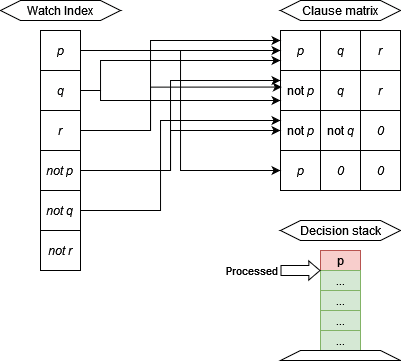 Watch Index
Clause matrix
p
p q r
q
not p q r
r
not p not q 0
not p
p 0 0
not q
Decision stack
not r
p
Processed
...
...
...
...